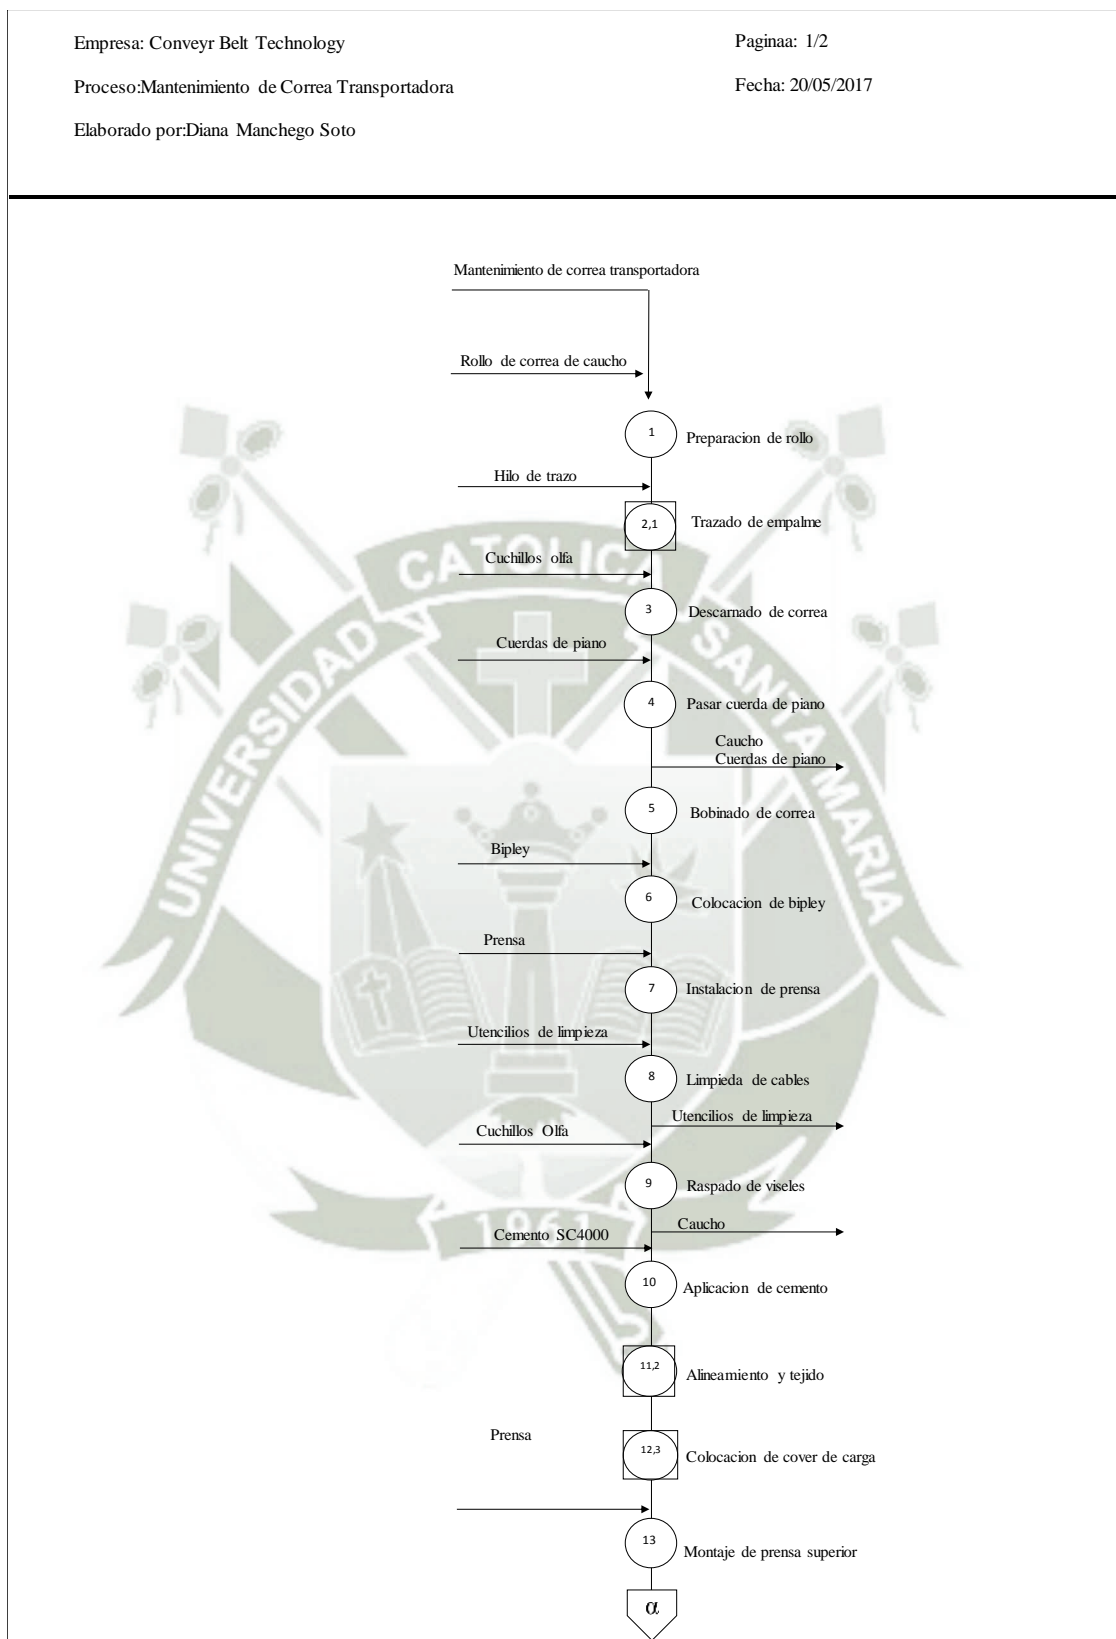 Empresa: Conveyr Belt Technology
Paginaa: 1/2
Proceso:Mantenimiento de Correa Transportadora
Fecha: 20/05/2017
Elaborado por:Diana Manchego Soto
Mantenimiento de correa transportadora
Rollo de correa de caucho
1
Preparacion de rollo
Hilo de trazo
2,1
Trazado de empalme
Cuchillos olfa
3
Descarnado de correa
Cuerdas de piano
4
Pasar cuerda de piano
Caucho
Cuerdas de piano
5
Bobinado de correa
Bipley
6
Colocacion de bipley
Prensa
7
Instalacion de prensa
Utencilios de limpieza
8
Limpieda de cables
Utencilios de limpieza
Cuchillos Olfa
9
Raspado de viseles
Caucho
Cemento SC4000
10
Aplicacion de cemento
11,2
Alineamiento y tejido
Prensa
12,3
Colocacion de cover de carga
13
Montaje de prensa superior
α
UNIVERSIDAD CATOLICA SANTA MARIA
1961